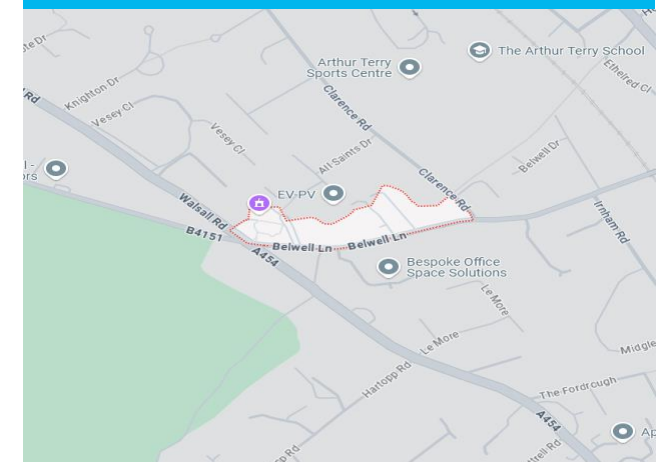 The Arthur Terry School
Arthur Terry
Sports Centre
Ethelred Cl
Knighton Dr
Vesey Cl
Clarence Rd
Vesey Cl
All Saints Dr
Clarence Rd
Belwell Dr
EV-PV
Walsall Rd
B4151
Belwell Ln
Belwell Ln
A454
Irnham Rd
Bespoke Office
Space Solutions
Le More
Le More
Hartopp Rd
The Fordrough
A454